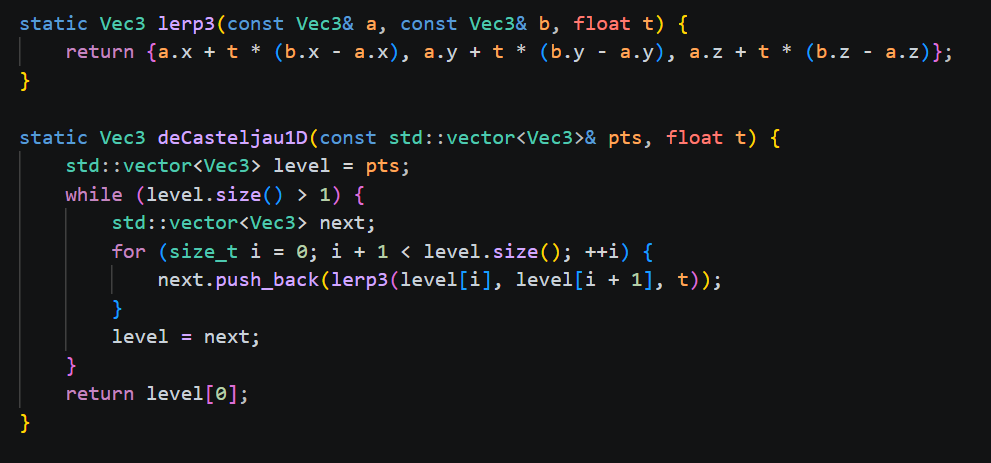 static Vec3 lerp3(const Vec3& a, const Vec3& b, float t) {
    return {a.x + t * (b.x - a.x), a.y + t * (b.y - a.y), a.z + t * (b.z - a.z)};
}

static Vec3 deCasteljau1D(const std::vector<Vec3>& pts, float t) {
    std::vector<Vec3> level = pts;
    while (level.size() > 1) {
        std::vector<Vec3> next;
        for (size_t i = 0; i + 1 < level.size(); ++i) {
            next.push_back(lerp3(level[i], level[i + 1], t));
        }
        level = next;
    }
    return level[0];
}